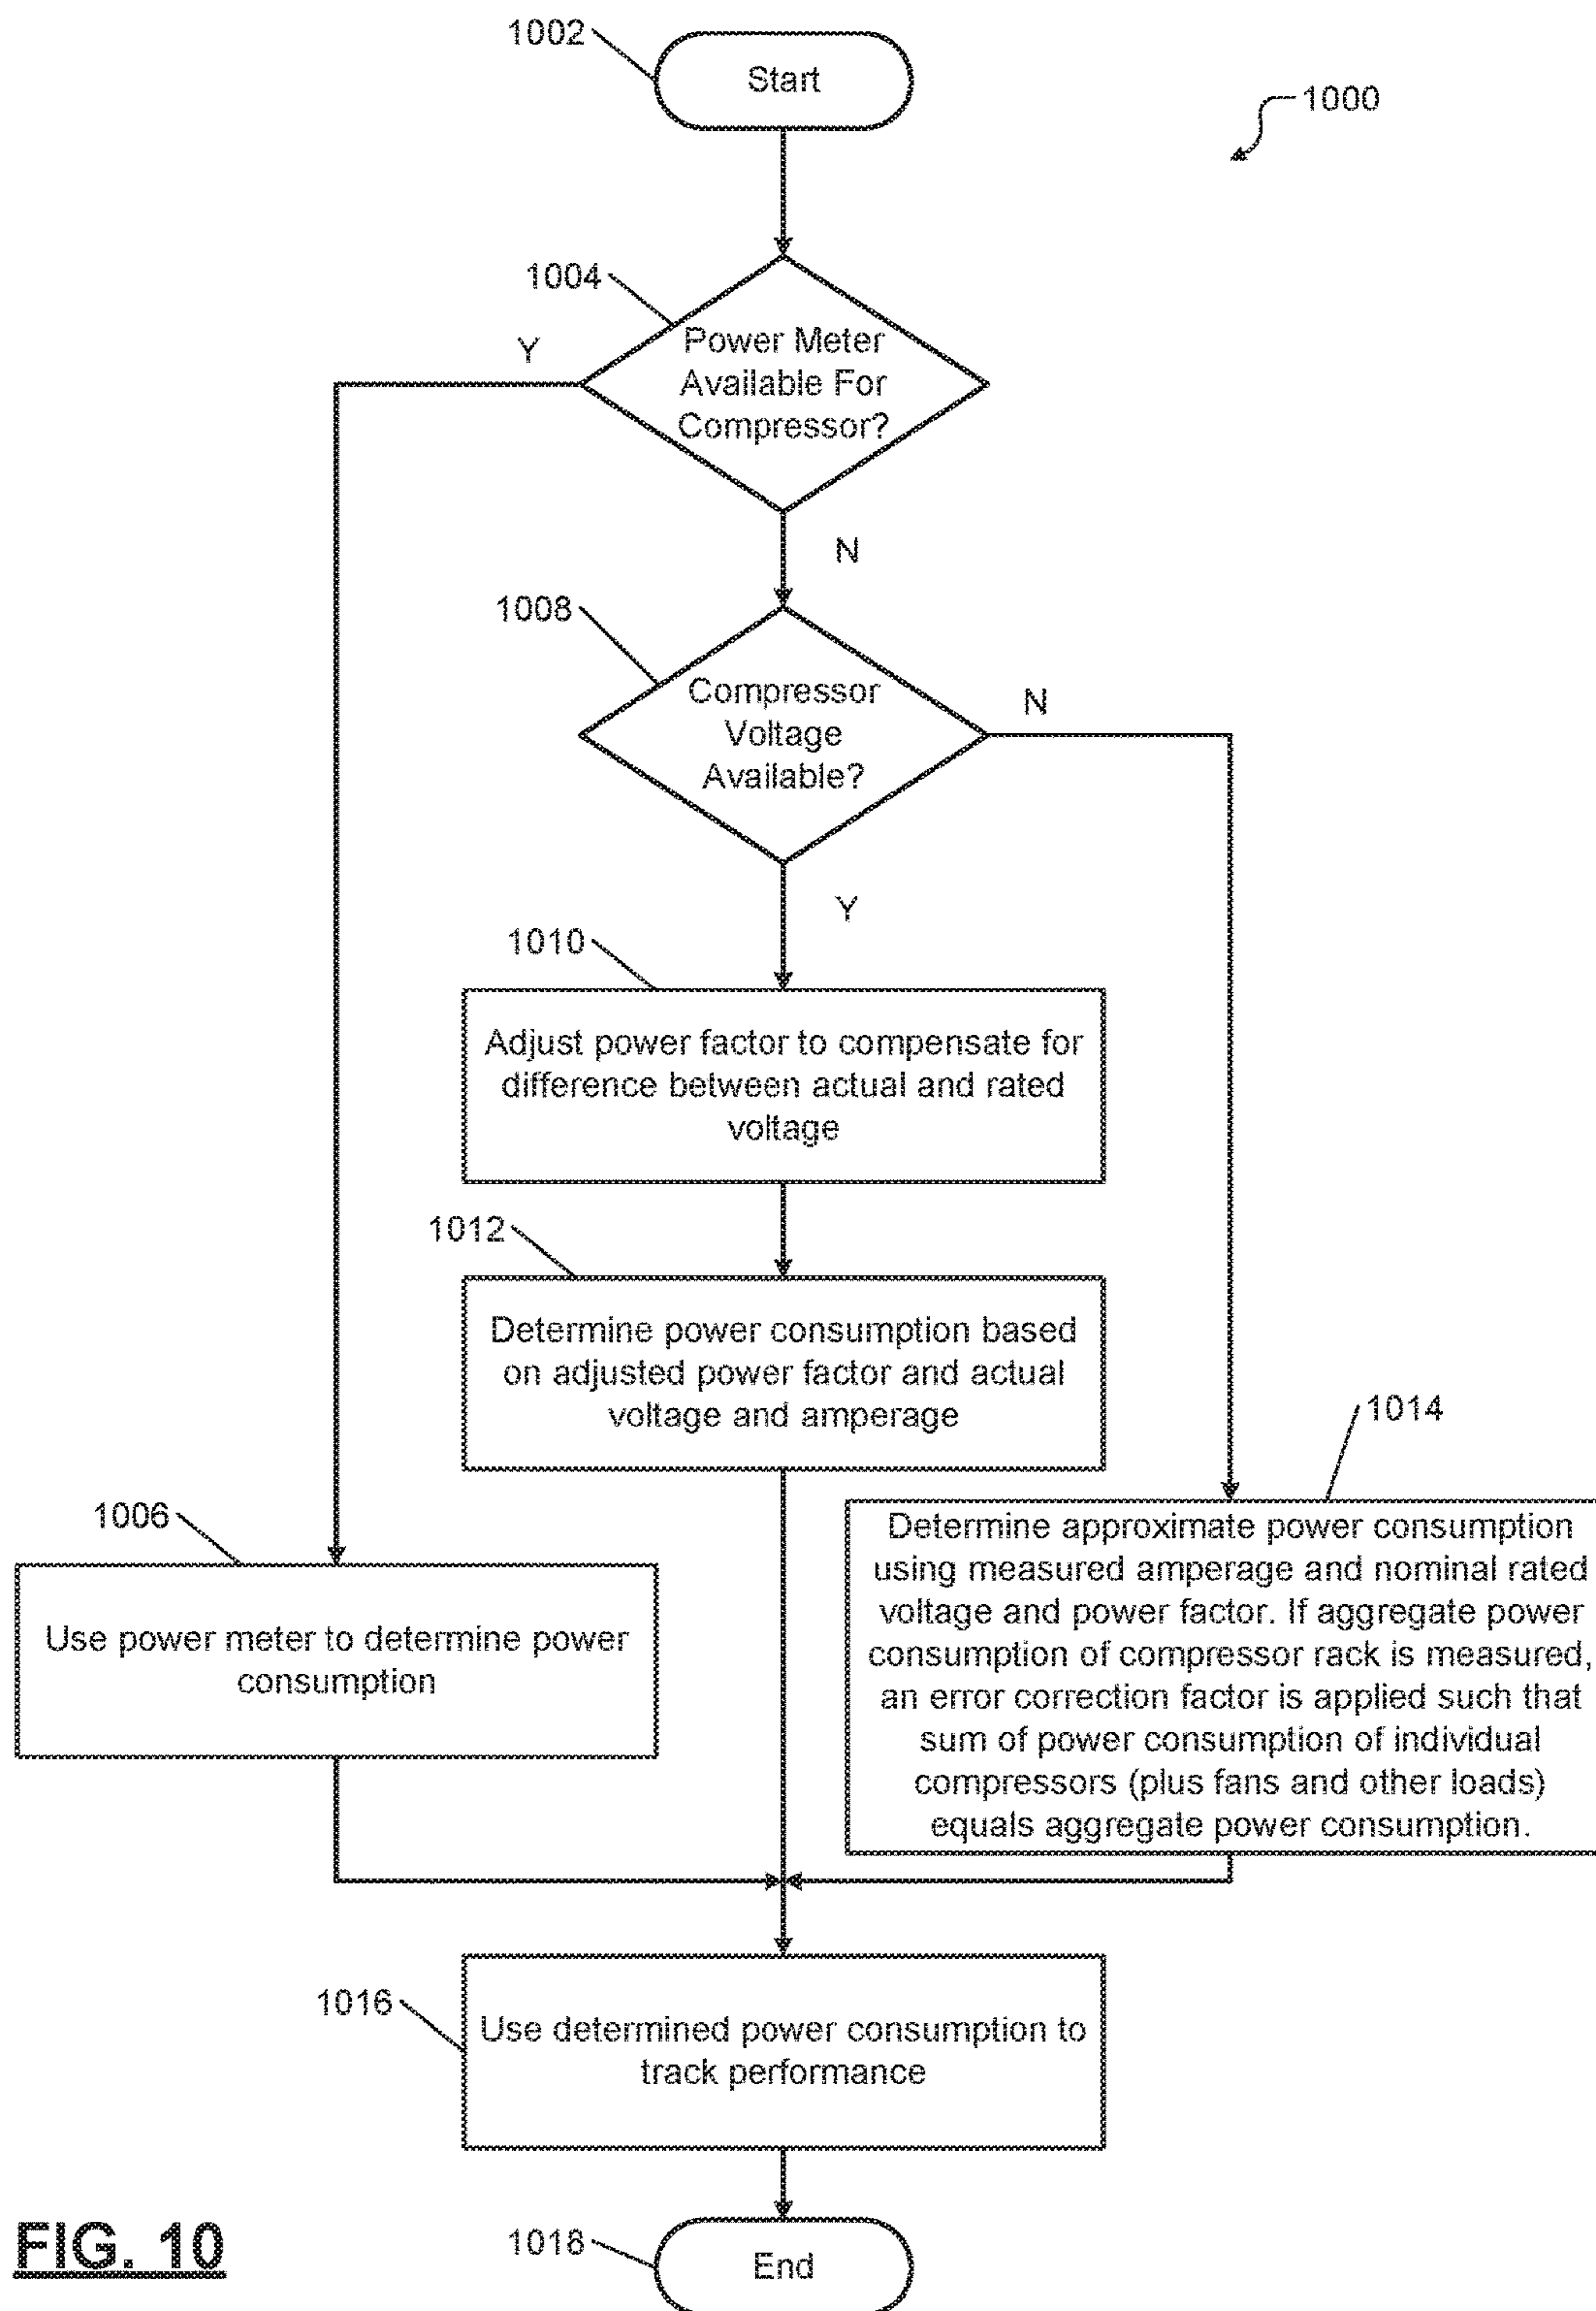 1002
Start
1000
1004
Power Meter
Available For
Compressor?
Y
N
1008
Compressor
Voltage
Available?
N
Y
1010
Adjust power factor to compensate for
difference between actual and rated
voltage
1012
Determine power consumption based
on adjusted power factor and actual
voltage and amperage
1014
Determine approximate power consumption
using measured amperage and nominal rated
voltage and power factor. If aggregate power
consumption of compressor rack is measured,
an error correction factor is applied such that
sum of power consumption of individual
compressors (plus fans and other loads)
equals aggregate power consumption.
1006
Use power meter to determine power
consumption
1016
Use determined power consumption to
track performance
1018
End
FIG. 10